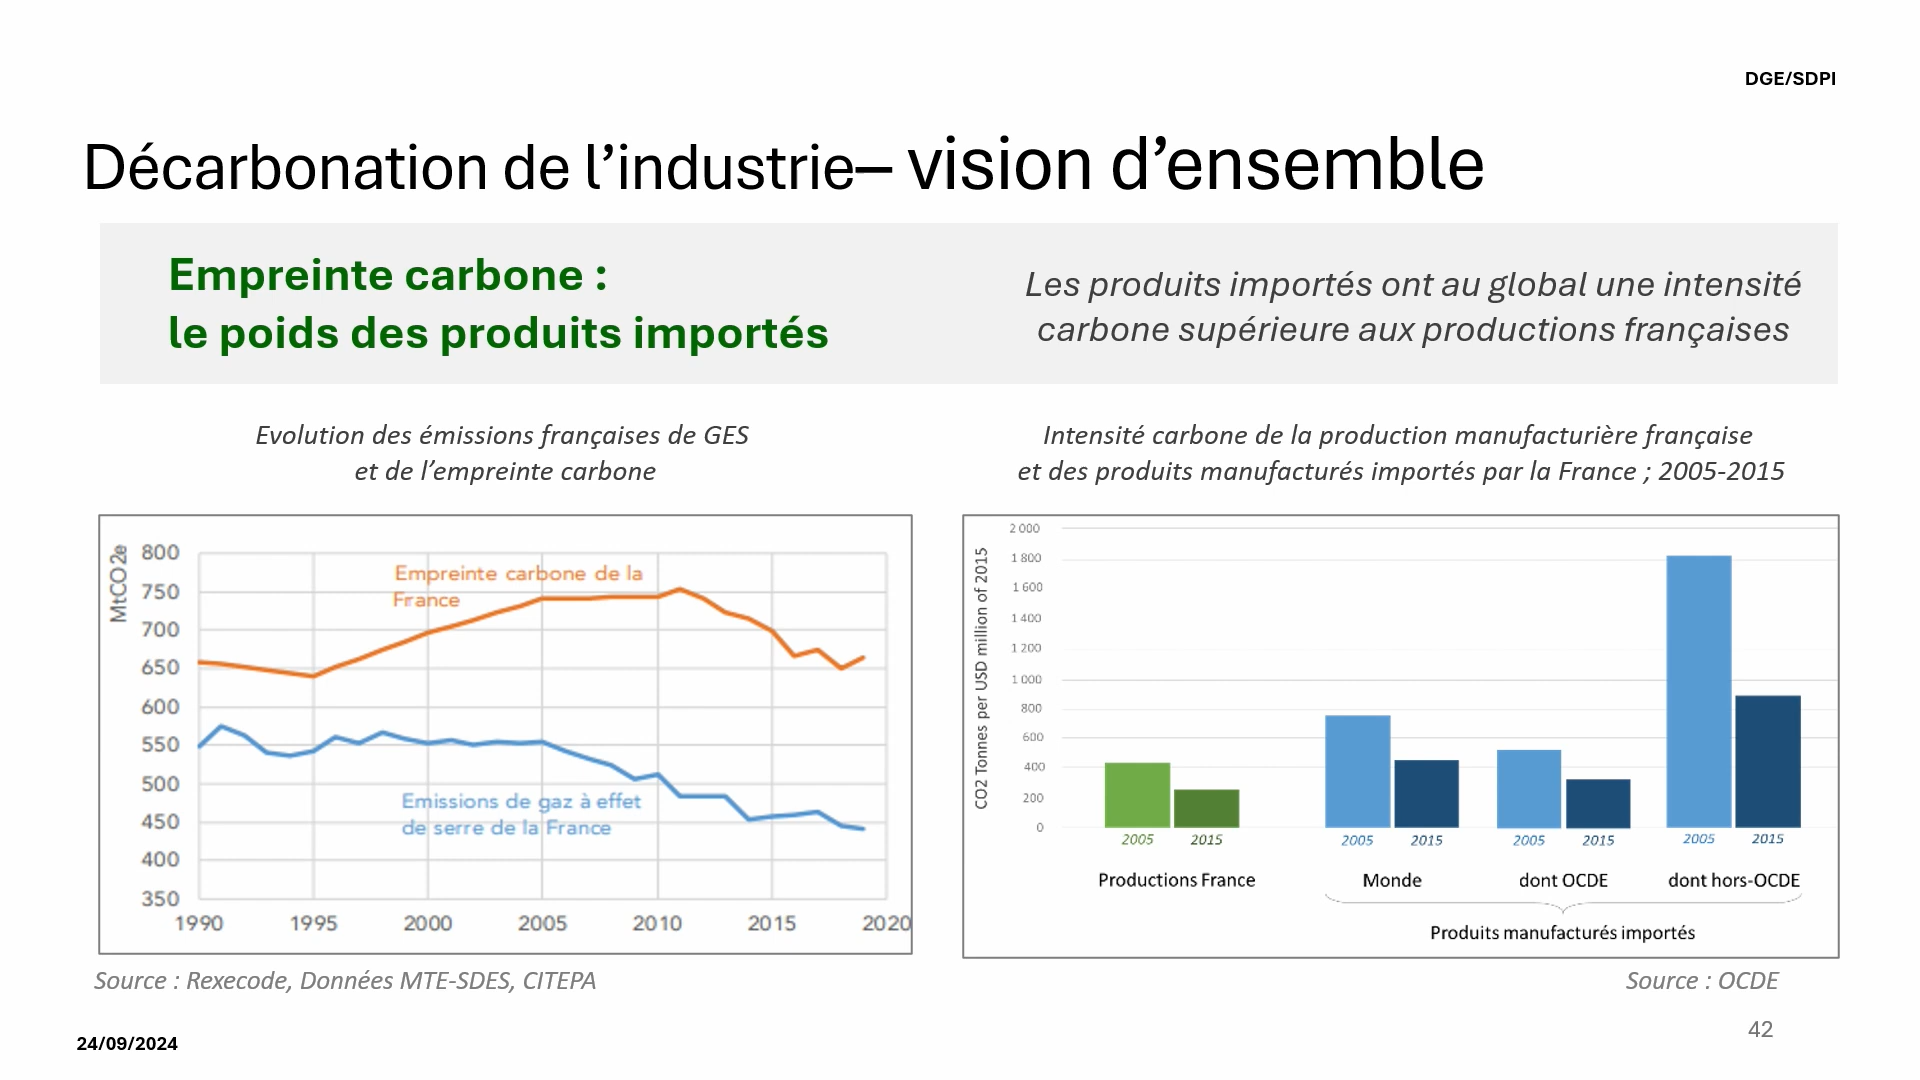 DGE/SDPI
Décarbonation de l’industrie– vision d’ensemble
Empreinte carbone :
le poids des produits importés
Les produits importés ont au global une intensité
carbone supérieure aux productions françaises
Evolution des émissions françaises de GES
et de l’empreinte carbone
MtCO2e
800
750
700
650
600
550
500
450
400
350
Empreinte carbone de la
France
Emissions de gaz à effet
de serre de la France
1990 1995 2000 2005 2010 2015 2020
Source : Rexecode, Données MTE-SDES, CITEPA
Intensité carbone de la production manufacturière française
et des produits manufacturés importés par la France ; 2005-2015
CO2 Tonnes per USD million of 2015
2 000
1 800
1 600
1 400
1 200
1 000
800
600
400
200
0
2005 2015 2005 2015 2005 2015 2005 2015
Productions France Monde dont OCDE dont hors-OCDE
Produits manufacturés importés
Source : OCDE
24/09/2024
42